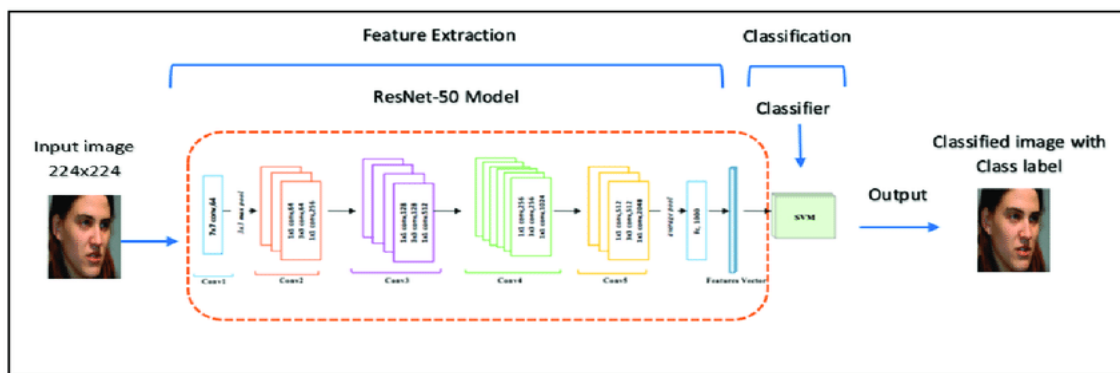 Feature Extraction
Classification
ResNet-50 Model
Classifier
Input image
224x224
Classified image with
Class label
Output
7x7 conv,64
3x3 max pool
1x1 conv,64
3x3 conv,64
1x1 conv,256
1x1 conv,128
3x3 conv,128
1x1 conv,512
1x1 conv,256
3x3 conv,256
1x1 conv,1024
1x1 conv,512
3x3 conv,512
1x1 conv,2048
average pool
fc, 1000
SVM
Conv1
Conv2
Conv3
Conv4
Conv5
Features Vector